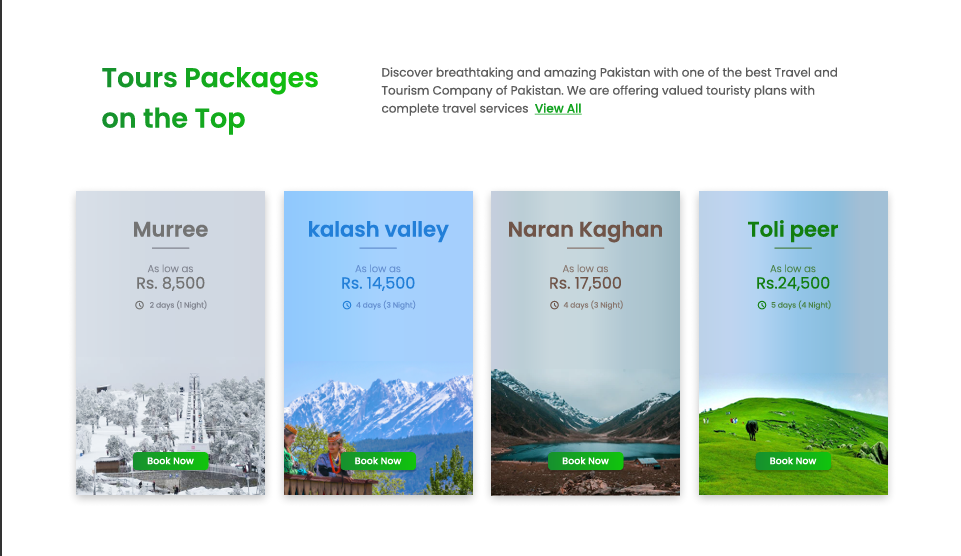 Tours Packages
on the Top
Discover breathtaking and amazing Pakistan with one of the best Travel and
Tourism Company of Pakistan. We are offering valued touristy plans with
complete travel services View All
Murree
As low as
Rs. 8,500
2 days (1 Night)
Book Now
kalash valley
As low as
Rs. 14,500
4 days (3 Night)
Book Now
Naran Kaghan
As low as
Rs. 17,500
4 days (3 Night)
Book Now
Toli peer
As low as
Rs.24,500
5 days (4 Night)
Book Now